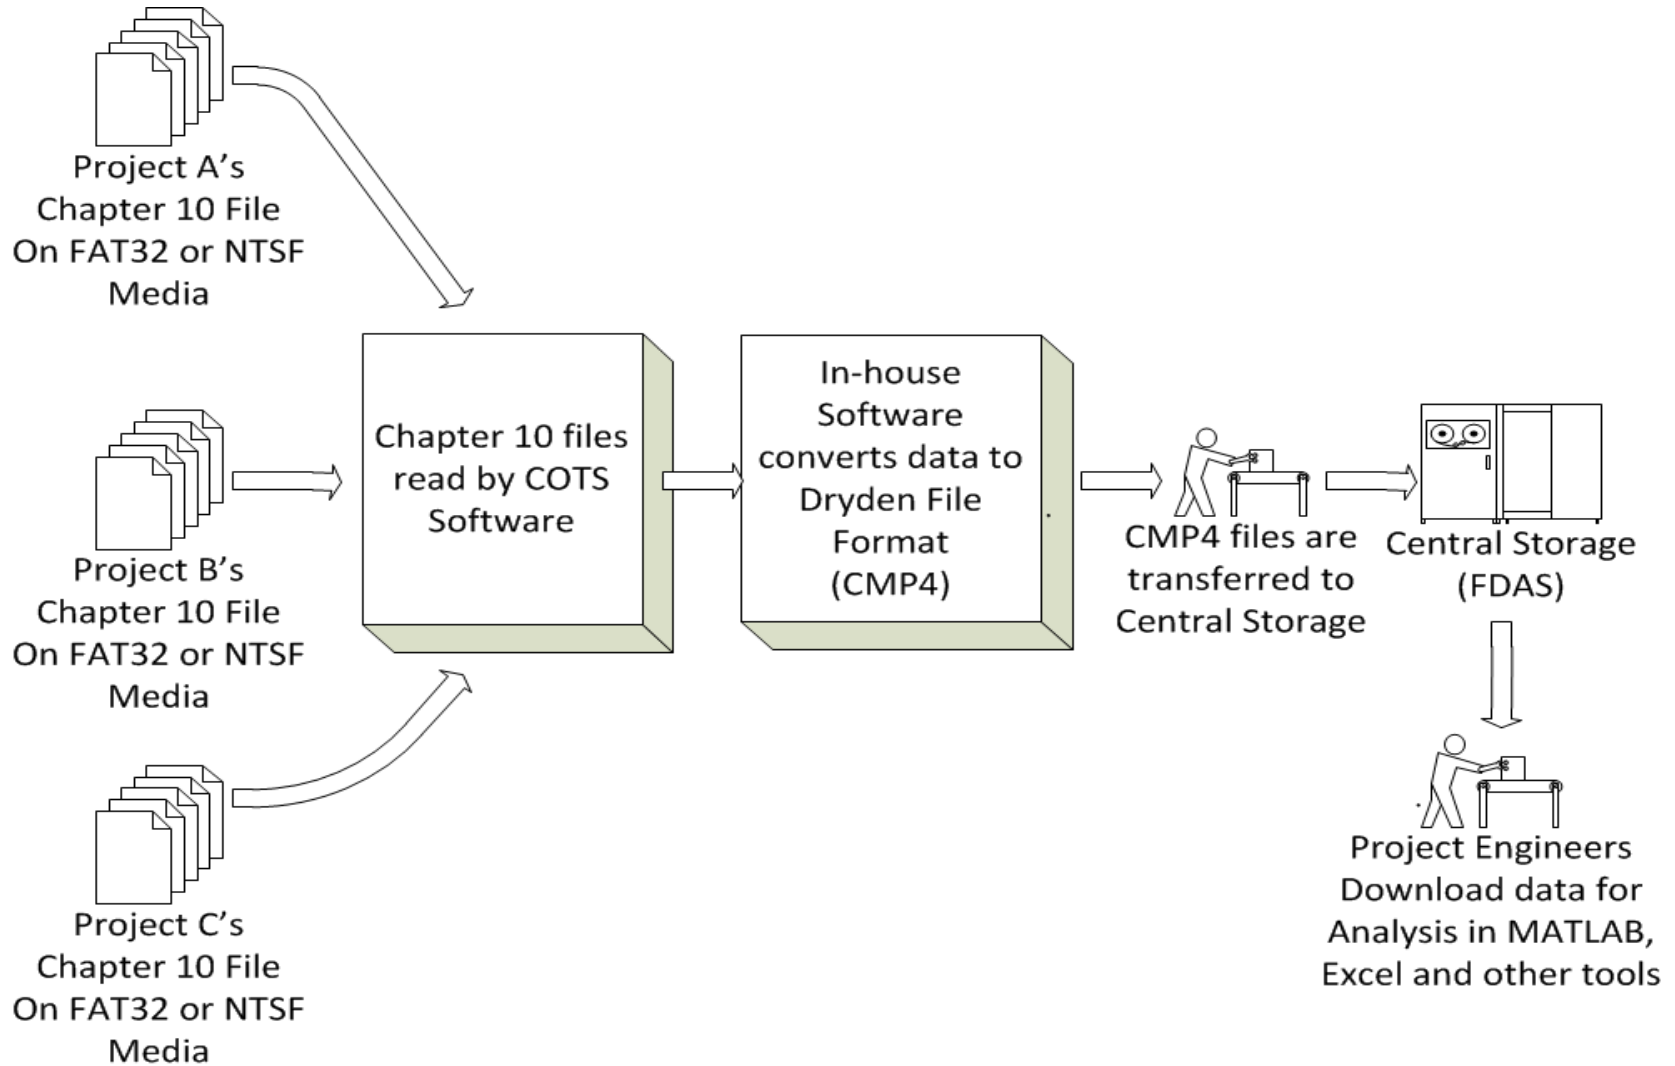 Project A’s
Chapter 10 File
On FAT32 or NTSF
Media
Project B’s
Chapter 10 File
On FAT32 or NTSF
Media
Project C’s
Chapter 10 File
On FAT32 or NTSF
Media
Chapter 10 files
read by COTS
Software
In-house
Software
converts data to
Dryden File
Format
(CMP4)
CMP4 files are
transferred to
Central Storage
Central Storage
(FDAS)
Project Engineers
Download data for
Analysis in MATLAB,
Excel and other tools